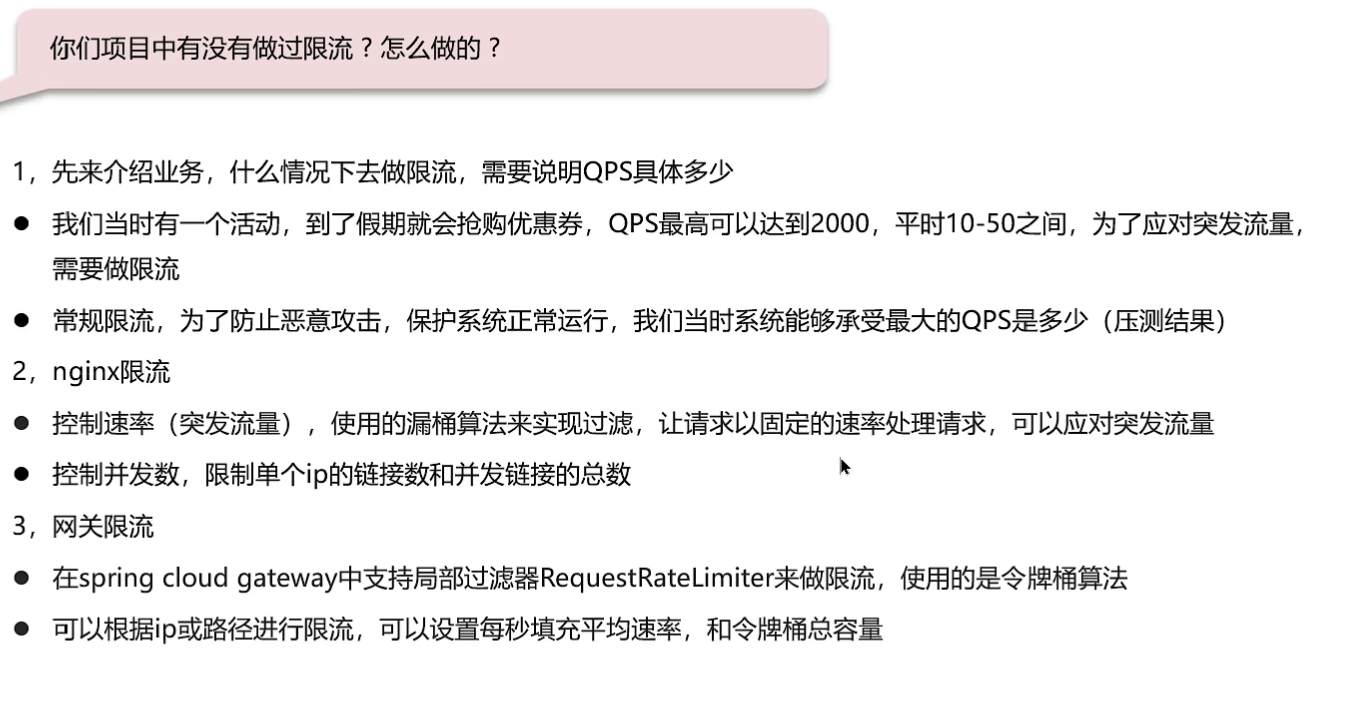 你们项目中有没有做过限流？怎么做的？
1，先来介绍业务，什么情况下去做限流，需要说明QPS具体多少
● 我们当时有一个活动，到了假期就会抢购优惠券，QPS最高可以达到2000，平时10-50之间，为了应对突发流量，
需要做限流
● 常规限流，为了防止恶意攻击，保护系统正常运行，我们当时系统能够承受最大的QPS是多少（压测结果）
2，nginx限流
● 控制速率（突发流量），使用的漏桶算法来实现过滤，让请求以固定的速率处理请求，可以应对突发流量
● 控制并发数，限制单个ip的链接数和并发链接的总数
3，网关限流
● 在spring cloud gateway中支持局部过滤器RequestRateLimiter来做限流，使用的是令牌桶算法
● 可以根据ip或路径进行限流，可以设置每秒填充平均速率，和令牌桶总容量